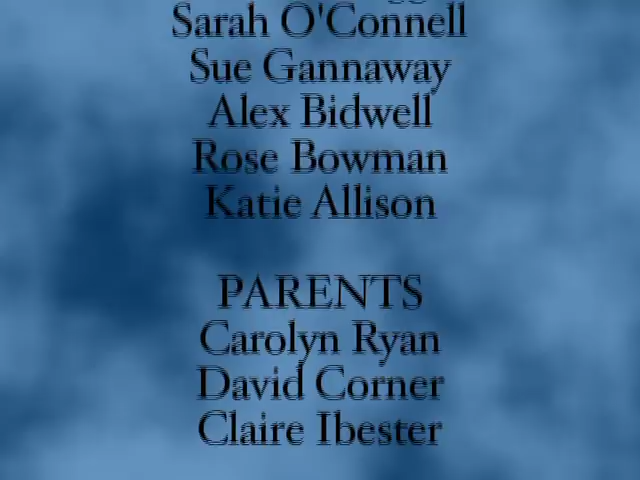 Sarah O'Connell
Sue Gannaway
Alex Bidwell
Rose Bowman
Katie Allison
PARENTS
Carolyn Ryan
David Corner
Claire Ibester